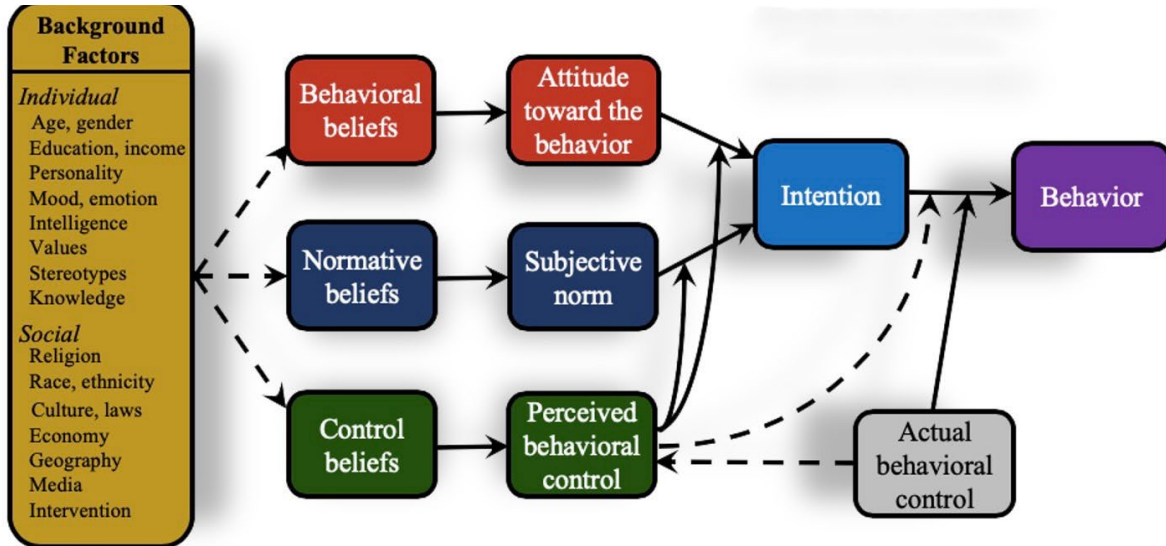 Background
Factors
Individual
Age, gender
Education, income
Personality
Mood, emotion
Intelligence
Values
Stereotypes
Knowledge
Social
Religion
Race, ethnicity
Culture, laws
Economy
Geography
Media
Intervention
Behavioral
beliefs
Attitude
toward the
behavior
Normative
beliefs
Subjective
norm
Control
beliefs
Perceived
behavioral
control
Intention
Behavior
Actual
behavioral
control